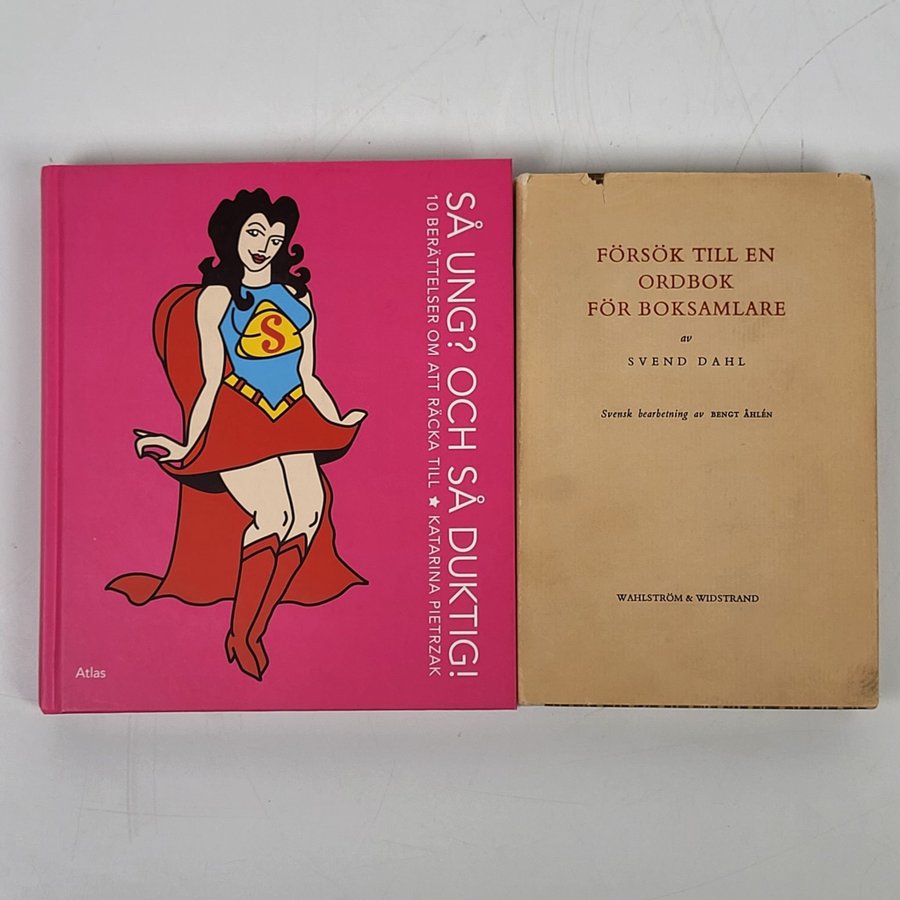 SÅ UNG? OCH SÅ DUKTIG!
10 BERÄTTELSER OM ATT RÄCKA TILL ★ KATARINA PIETRZAK
S
Atlas
FÖRSÖK TILL EN
ORDBOK
FÖR BOKSAMLARE
av
SVEND DAHL
Svensk bearbetning av BENGT ÅHLÉN
WAHLSTRÖM & WIDSTRAND